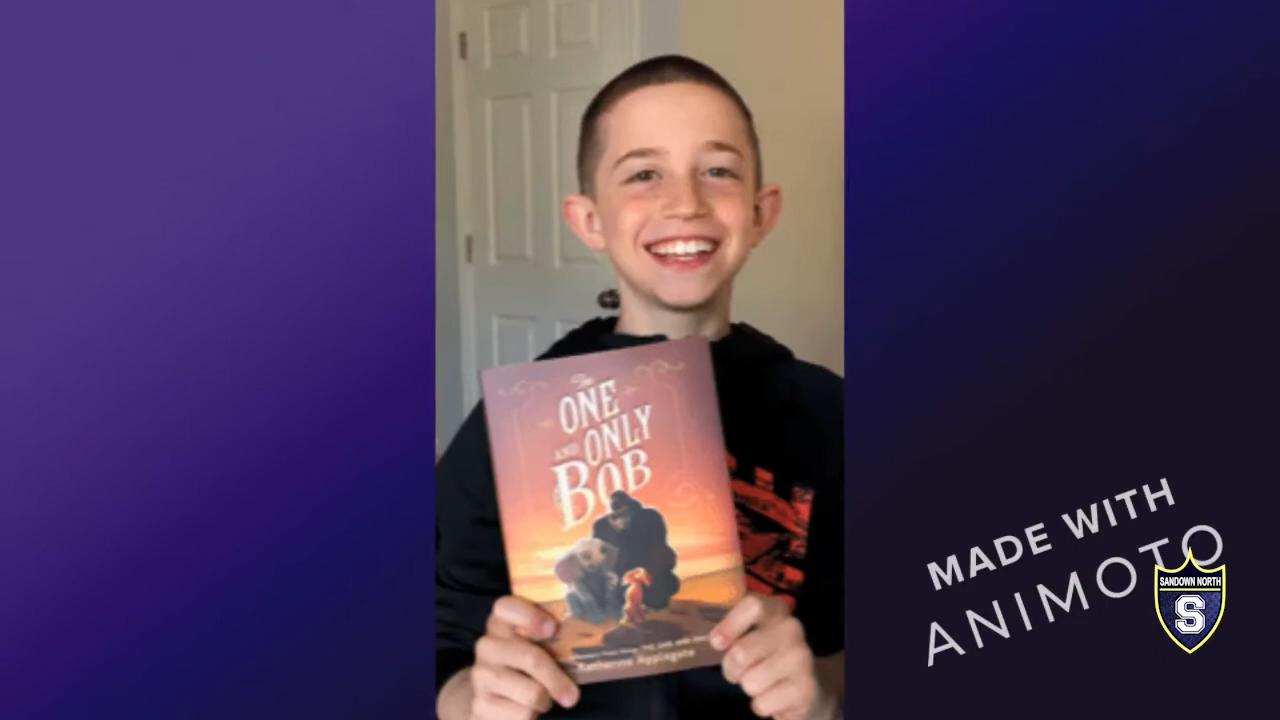 The
ONE
AND ONLY
BOB
Katherine Applegate
MADE WITH
ANIMOTO
SANDOWN NORTH
S